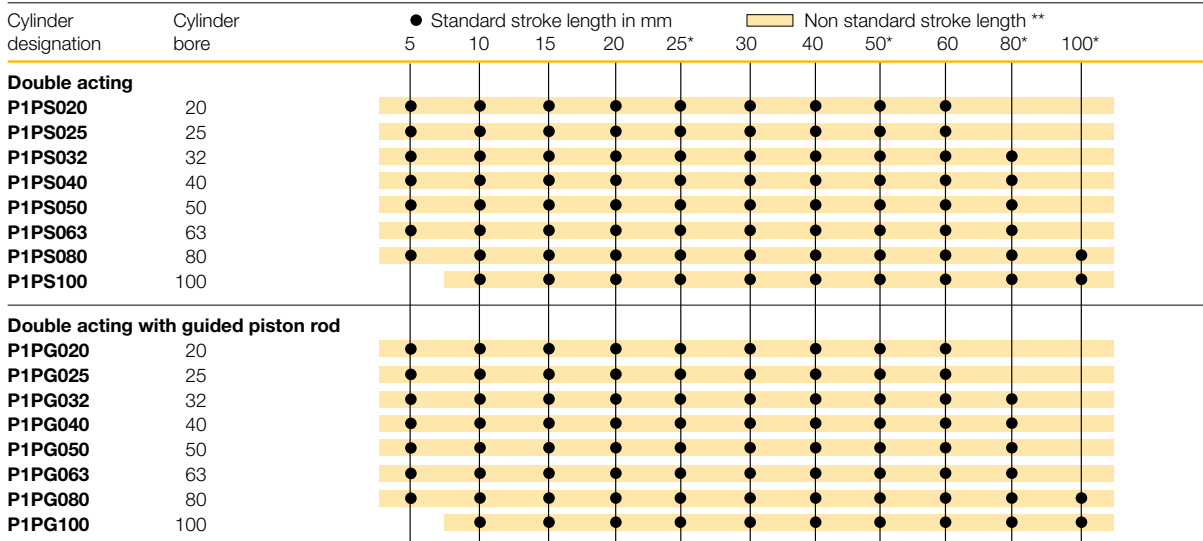 Cylinder Cylinder ● Standard stroke length in mm Non standard stroke length **
designation bore 5 10 15 20 25* 30 40 50* 60 80* 100*
Double acting
P1PS020 20
P1PS025 25
P1PS032 32
P1PS040 40
P1PS050 50
P1PS063 63
P1PS080 80
P1PS100 100
Double acting with guided piston rod
P1PG020 20
P1PG025 25
P1PG032 32
P1PG040 40
P1PG050 50
P1PG063 63
P1PG080 80
P1PG100 100